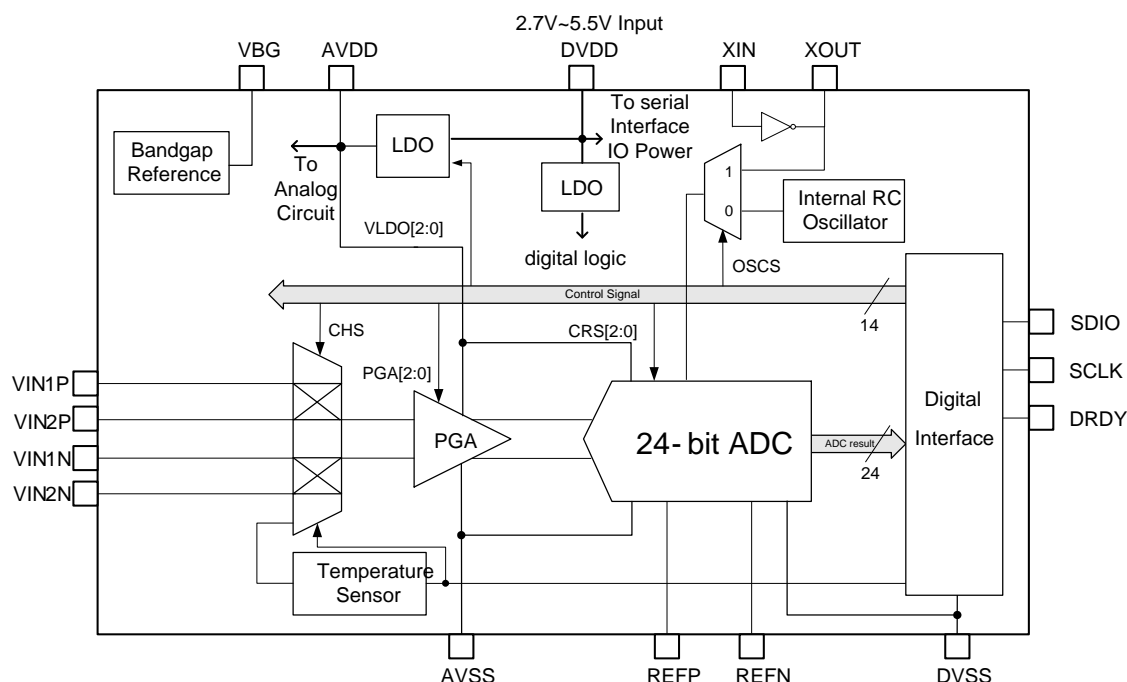 2.7V~5.5V Input
VBG
AVDD
DVDD
XIN
XOUT
Bandgap
Reference
To
Analog
Circuit
LDO
To serial
Interface
IO Power
LDO
digital logic
1
0
Internal RC
Oscillator
VLDO[2:0]
OSCS
Control Signal
14
CHS
PGA[2:0]
CRS[2:0]
VIN1P
VIN2P
VIN1N
VIN2N
PGA
24- bit ADC
ADC result
24
Digital
Interface
SDIO
SCLK
DRDY
Temperature
Sensor
AVSS
REFP
REFN
DVSS